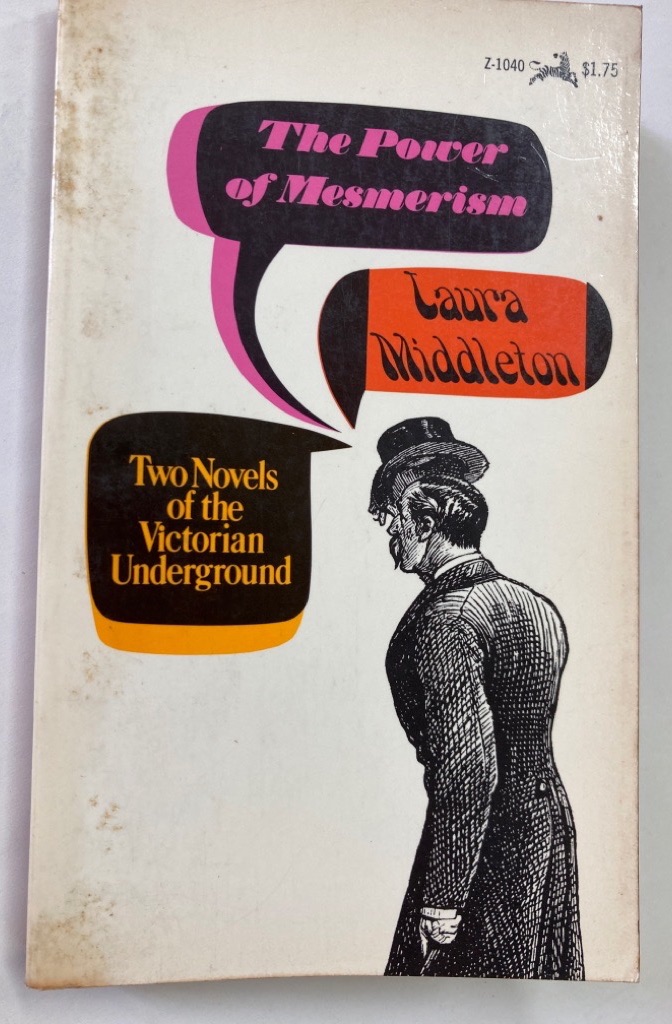 Z-1040 $1.75
The Power
of Mesmerism
Laura
Middleton
Two Novels
of the
Victorian
Underground